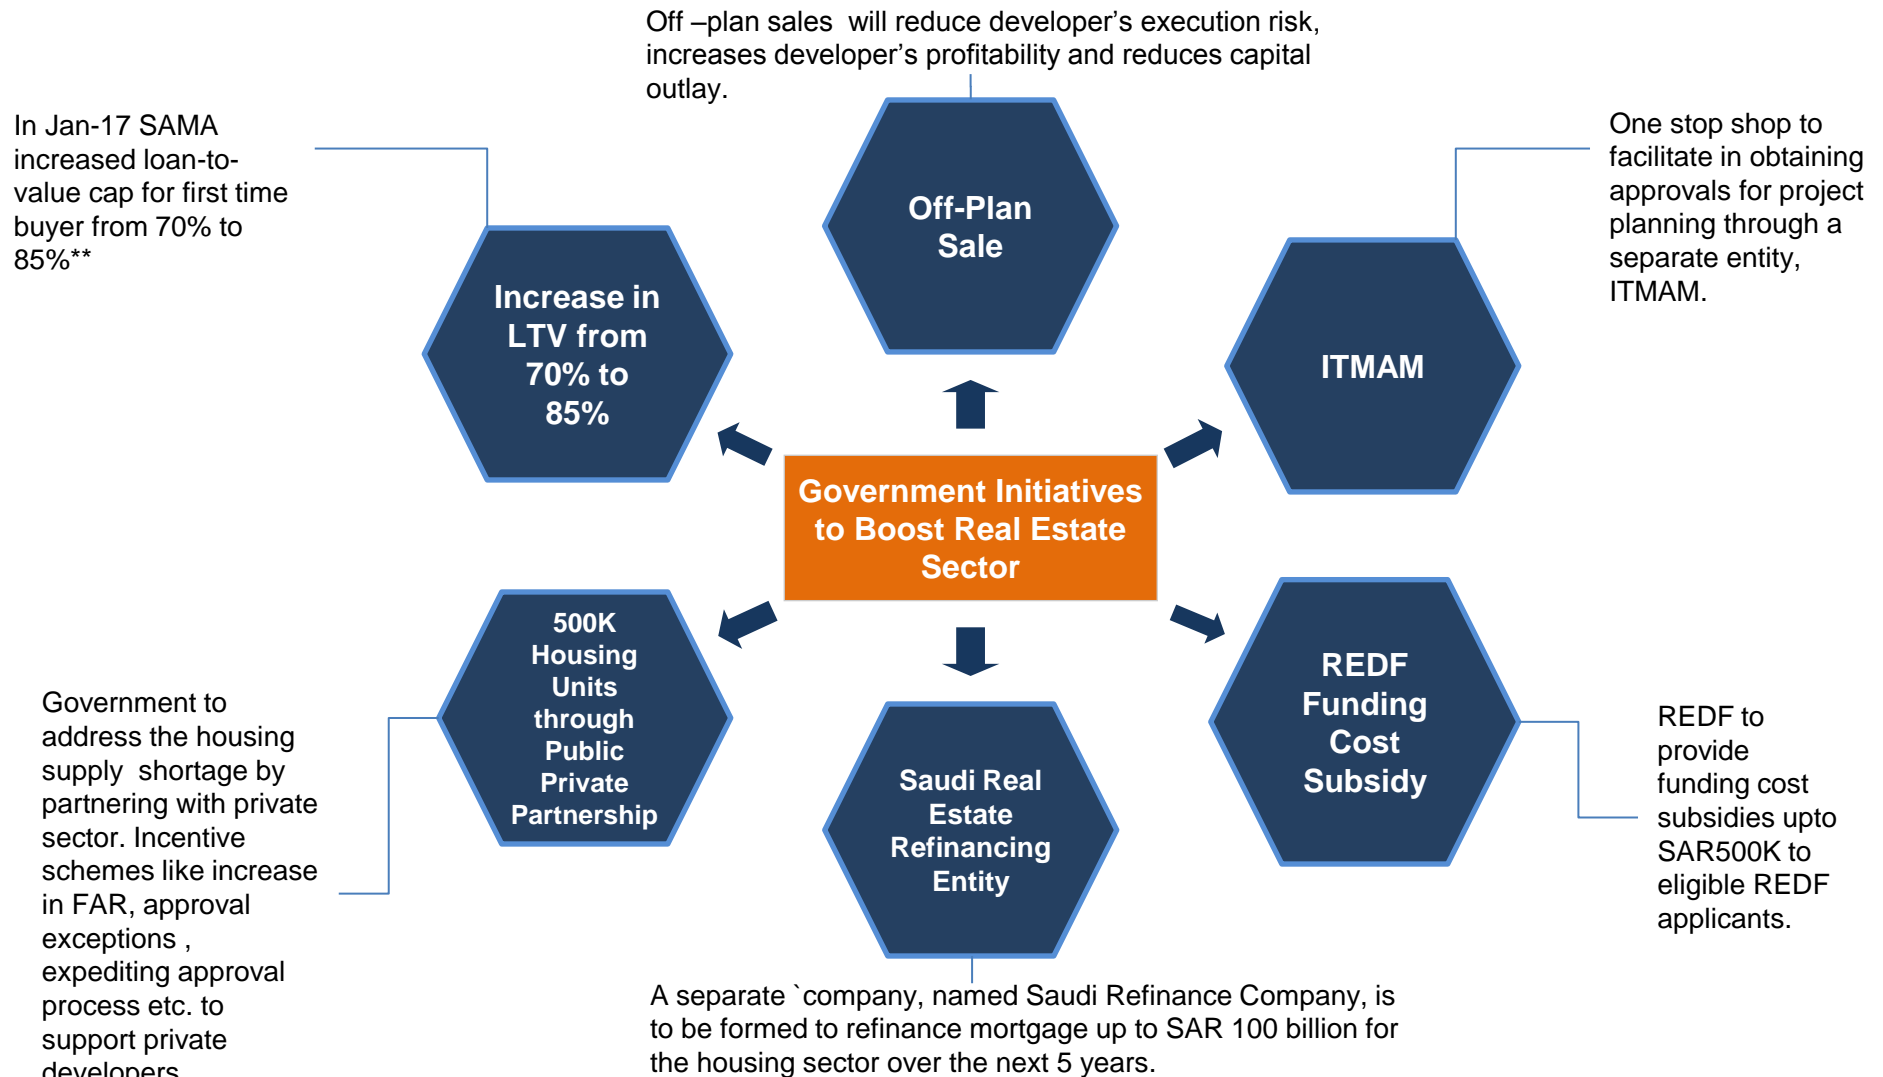 Off –plan sales  will reduce developer’s execution risk,
increases developer’s profitability and reduces capital
outlay.
In Jan-17 SAMA
increased loan-to-
value cap for first time
buyer from 70% to
85%**
One stop shop to
facilitate in obtaining
approvals for project
planning through a
separate entity,
ITMAM.
Off-Plan
Sale
Increase in
LTV from
70% to
85%
ITMAM
Government Initiatives
to Boost Real Estate
Sector
500K
Housing
Units
through
Public
Private
Partnership
REDF
Funding
Cost
Subsidy
Saudi Real
Estate
Refinancing
Entity
Government to
address the housing
supply  shortage by
partnering with private
sector. Incentive
schemes like increase
in FAR, approval
exceptions ,
expediting approval
process etc. to
support private
developers
REDF to
provide
funding cost
subsidies upto
SAR500K to
eligible REDF
applicants.
A separate `company, named Saudi Refinance Company, is
to be formed to refinance mortgage up to SAR 100 billion for
the housing sector over the next 5 years.